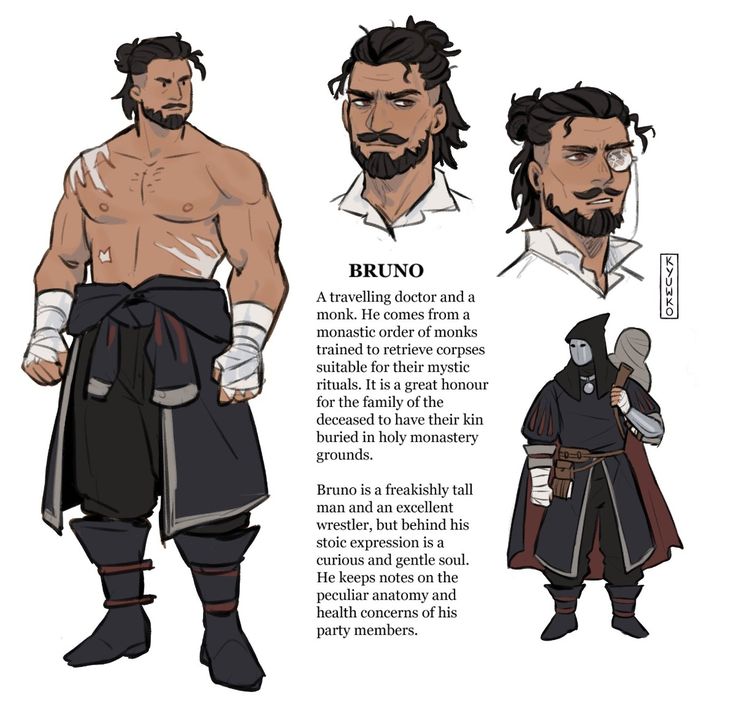 BRUNO
A travelling doctor and a
monk. He comes from a
monastic order of monks
trained to retrieve corpses
suitable for their mystic
rituals. It is a great honour
for the family of the
deceased to have their kin
buried in holy monastery
grounds.
Bruno is a freakishly tall
man and an excellent
wrestler, but behind his
stoic expression is a
curious and gentle soul.
He keeps notes on the
peculiar anatomy and
health concerns of his
party members.
KYUWKO